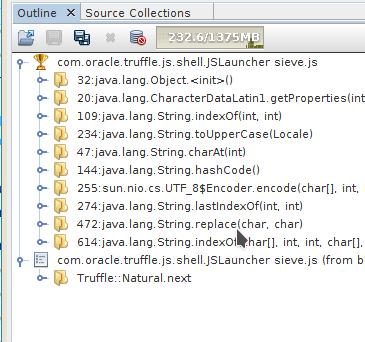 Outline
Source Collections
232.6/1375MB
com.oracle.truffle.js.shell.JSLauncher sieve.js
32:java.lang.Object.<init>()
20:java.lang.CharacterDataLatin1.getProperties(int
109:java.lang.String.indexOf(int, int)
234:java.lang.String.toUpperCase(Locale)
47:java.lang.String.charAt(int)
144:java.lang.String.hashCode()
255:sun.nio.cs.UTF_8$Encoder.encode(char[], int,
274:java.lang.String.lastIndexOf(int, int)
472:java.lang.String.replace(char, char)
614:java.lang.String.indexOf(char[], int, int, char[],
com.oracle.truffle.js.shell.JSLauncher sieve.js (from b
Truffle::Natural.next